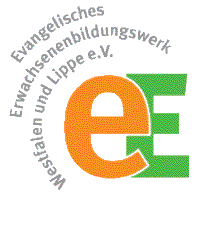 Evangelisches
Erwachsenenbildungswerk
Westfalen und Lippe e.V.
eE